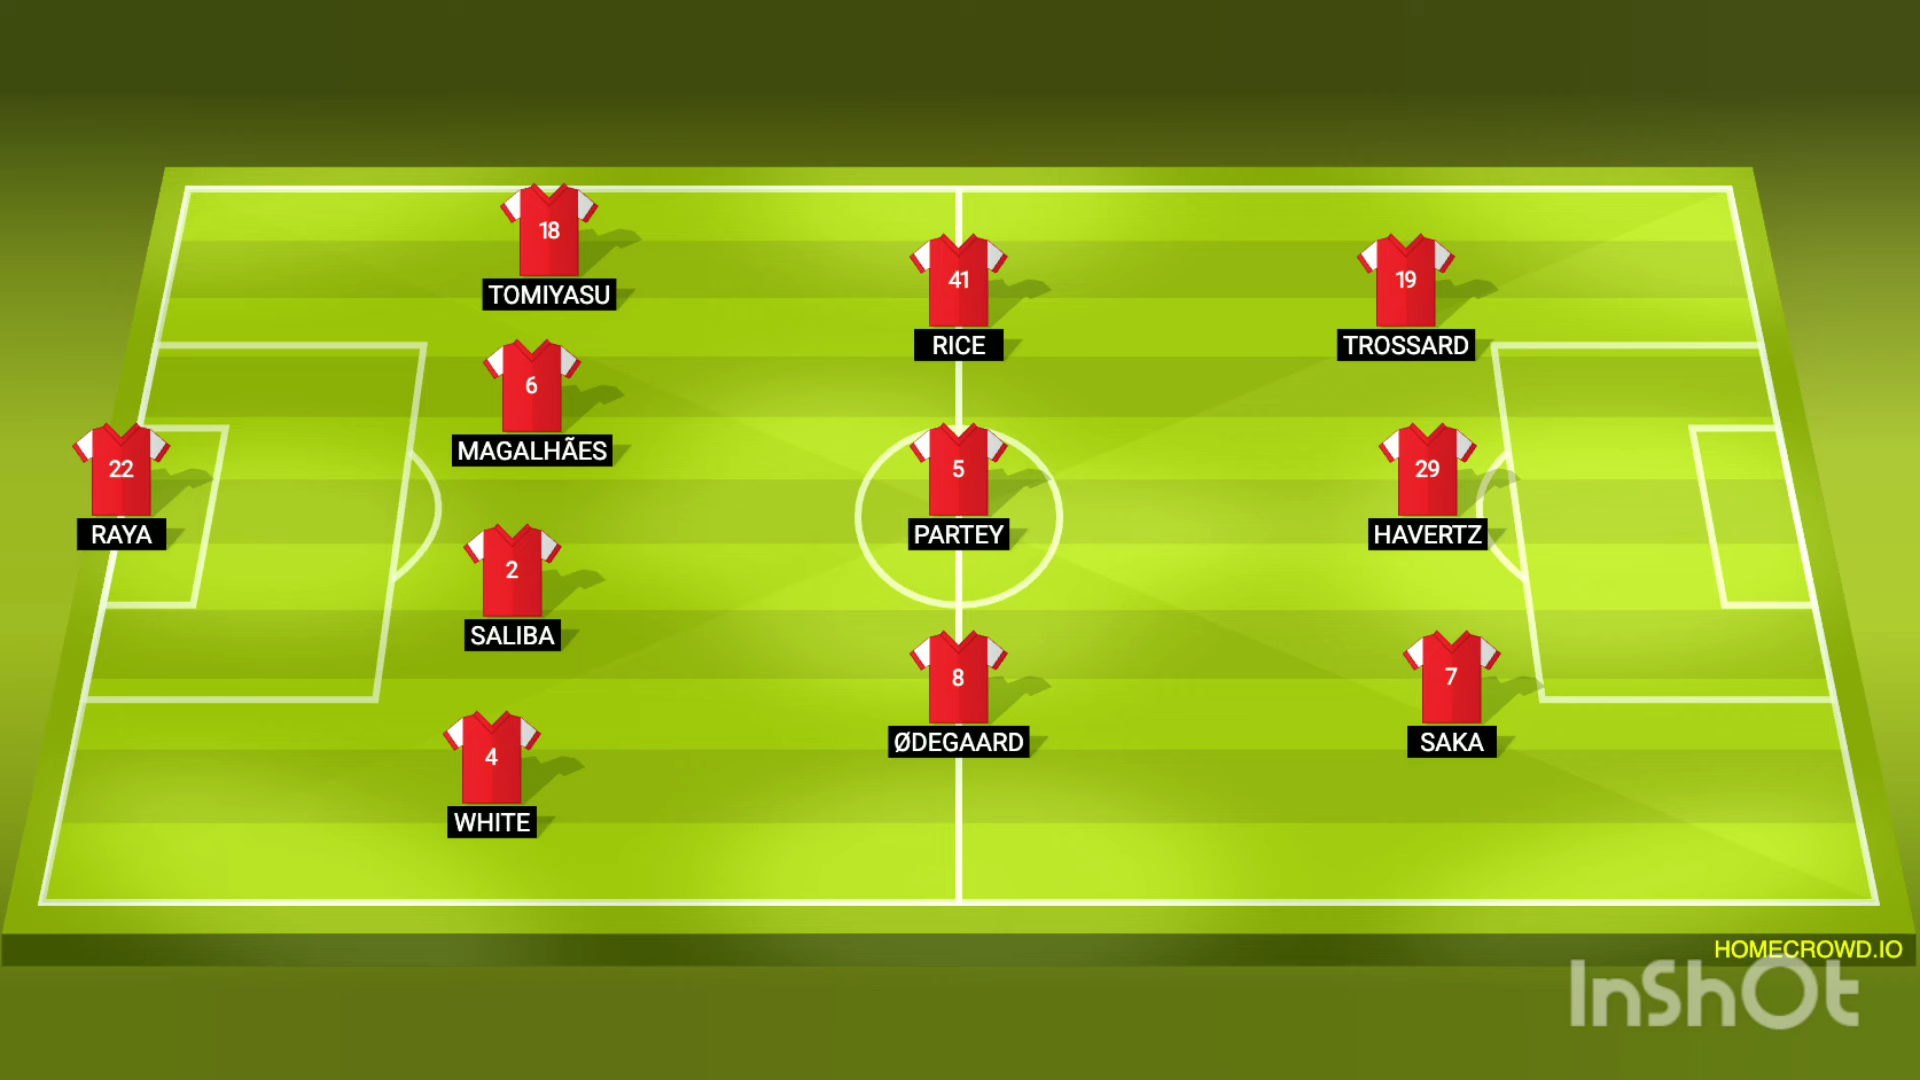 18
TOMIYASU
6
MAGALHÃES
22
RAYA
2
SALIBA
4
WHITE
41
RICE
5
PARTEY
8
ØDEGAARD
19
TROSSARD
29
HAVERTZ
7
SAKA
HOMECROWD.IO
InShOt